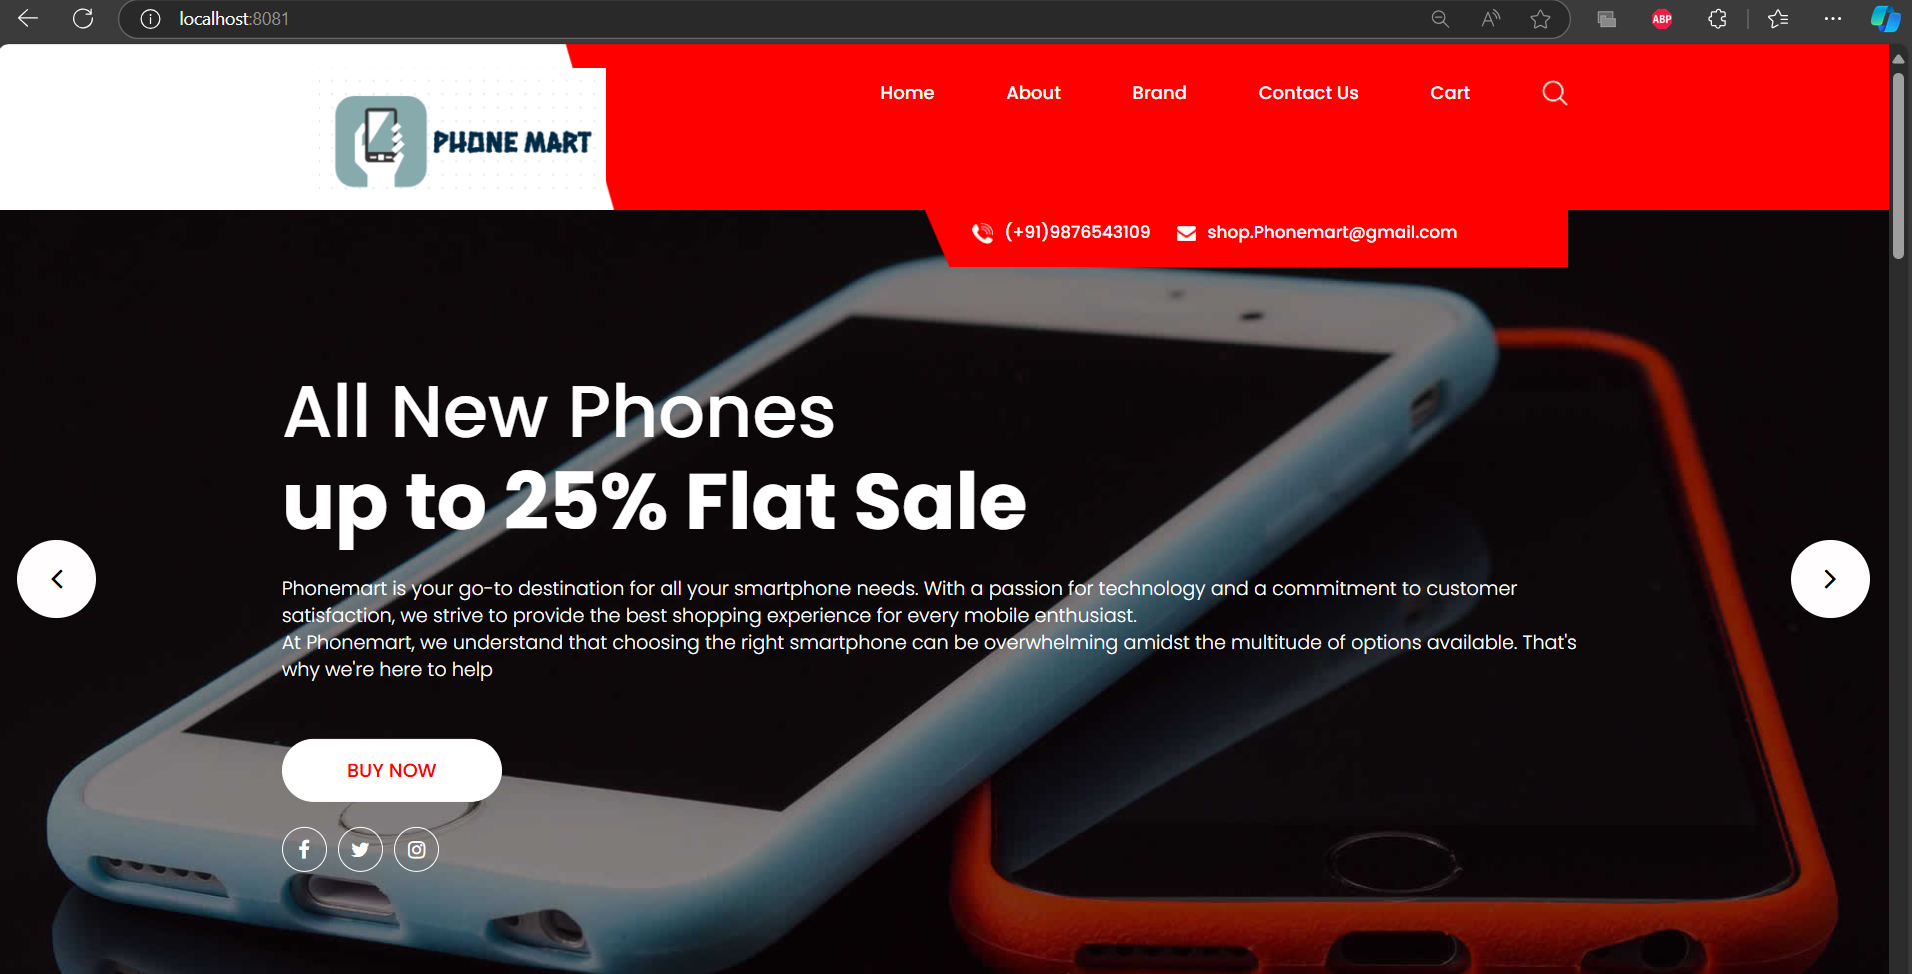 localhost:8081
ABP
PHONE MART
Home About Brand Contact Us Cart
(+91)9876543109 shop.Phonemart@gmail.com
All New Phones
up to 25% Flat Sale
Phonemart is your go-to destination for all your smartphone needs. With a passion for technology and a commitment to customer
satisfaction, we strive to provide the best shopping experience for every mobile enthusiast.
At Phonemart, we understand that choosing the right smartphone can be overwhelming amidst the multitude of options available. That's
why we're here to help
BUY NOW